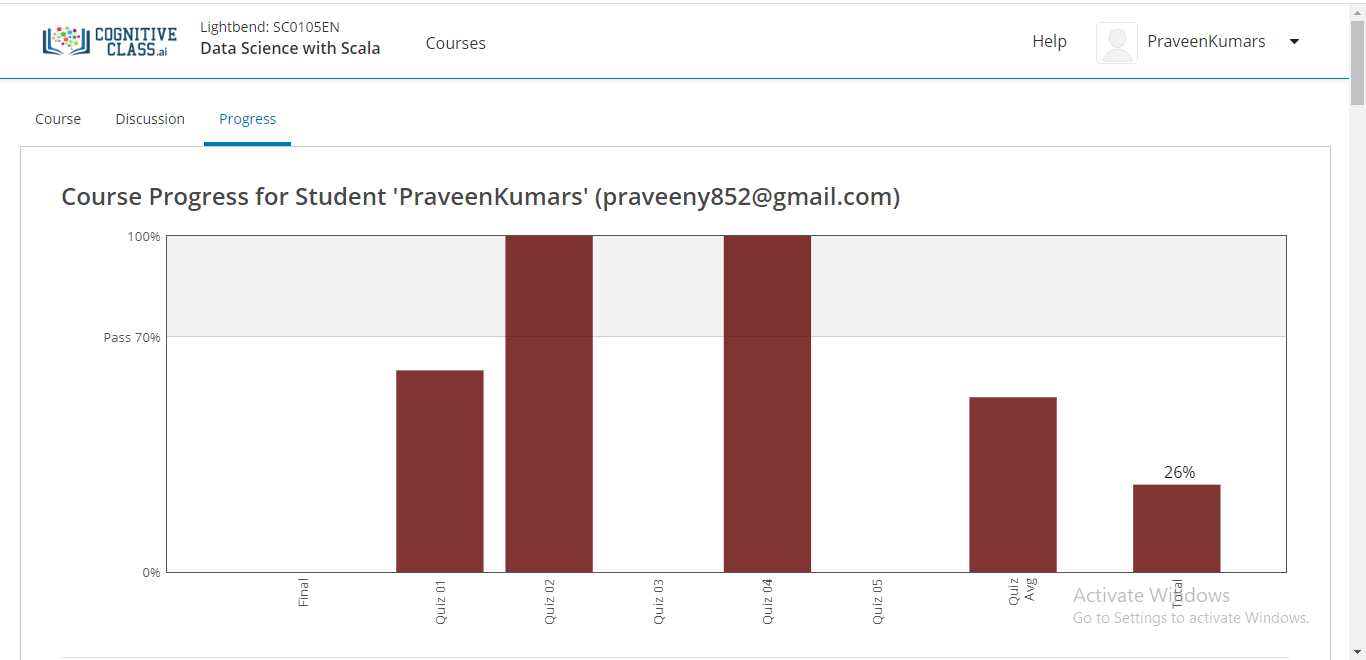 COGNITIVE
CLASS.ai
Lightbend: SC0105EN
Data Science with Scala
Courses
Help
PraveenKumars
Course
Discussion
Progress
Course Progress for Student 'PraveenKumars' (praveeny852@gmail.com)
100%
Pass 70%
0%
26%
Final
Quiz 01
Quiz 02
Quiz 03
Quiz 04
Quiz 05
Quiz
Avg
Total
Activate Windows
Go to Settings to activate Windows.